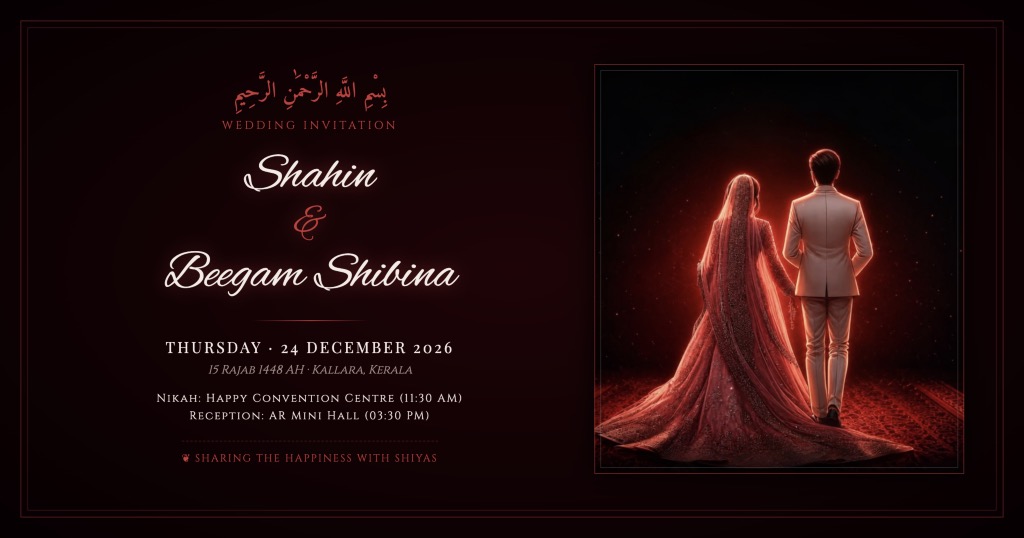 بِسْمِ اللَّهِ الرَّحْمَٰنِ الرَّحِيمِ
WEDDING INVITATION
Shahin
&
Beegam Shibina
THURSDAY · 24 DECEMBER 2026
15 Rajab 1448 AH · Kallara, Kerala
Nikah: Happy Convention Centre (11:30 AM)
Reception: AR Mini Hall (03:30 PM)
❦ SHARING THE HAPPINESS WITH SHIYAS